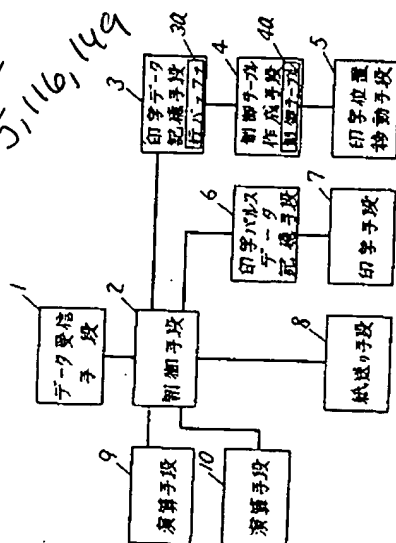 5,116,149
1
データ受信
手段
2
制御手段
3
印字データ
記憶手段
3a
行バッファ
4
制御テーブル
作成手段
4a
制御テーブル
5
印字位置
移動手段
6
印字パルス
データ
記憶手段
7
印字手段
8
紙送り手段
9
演算手段
10
演算手段